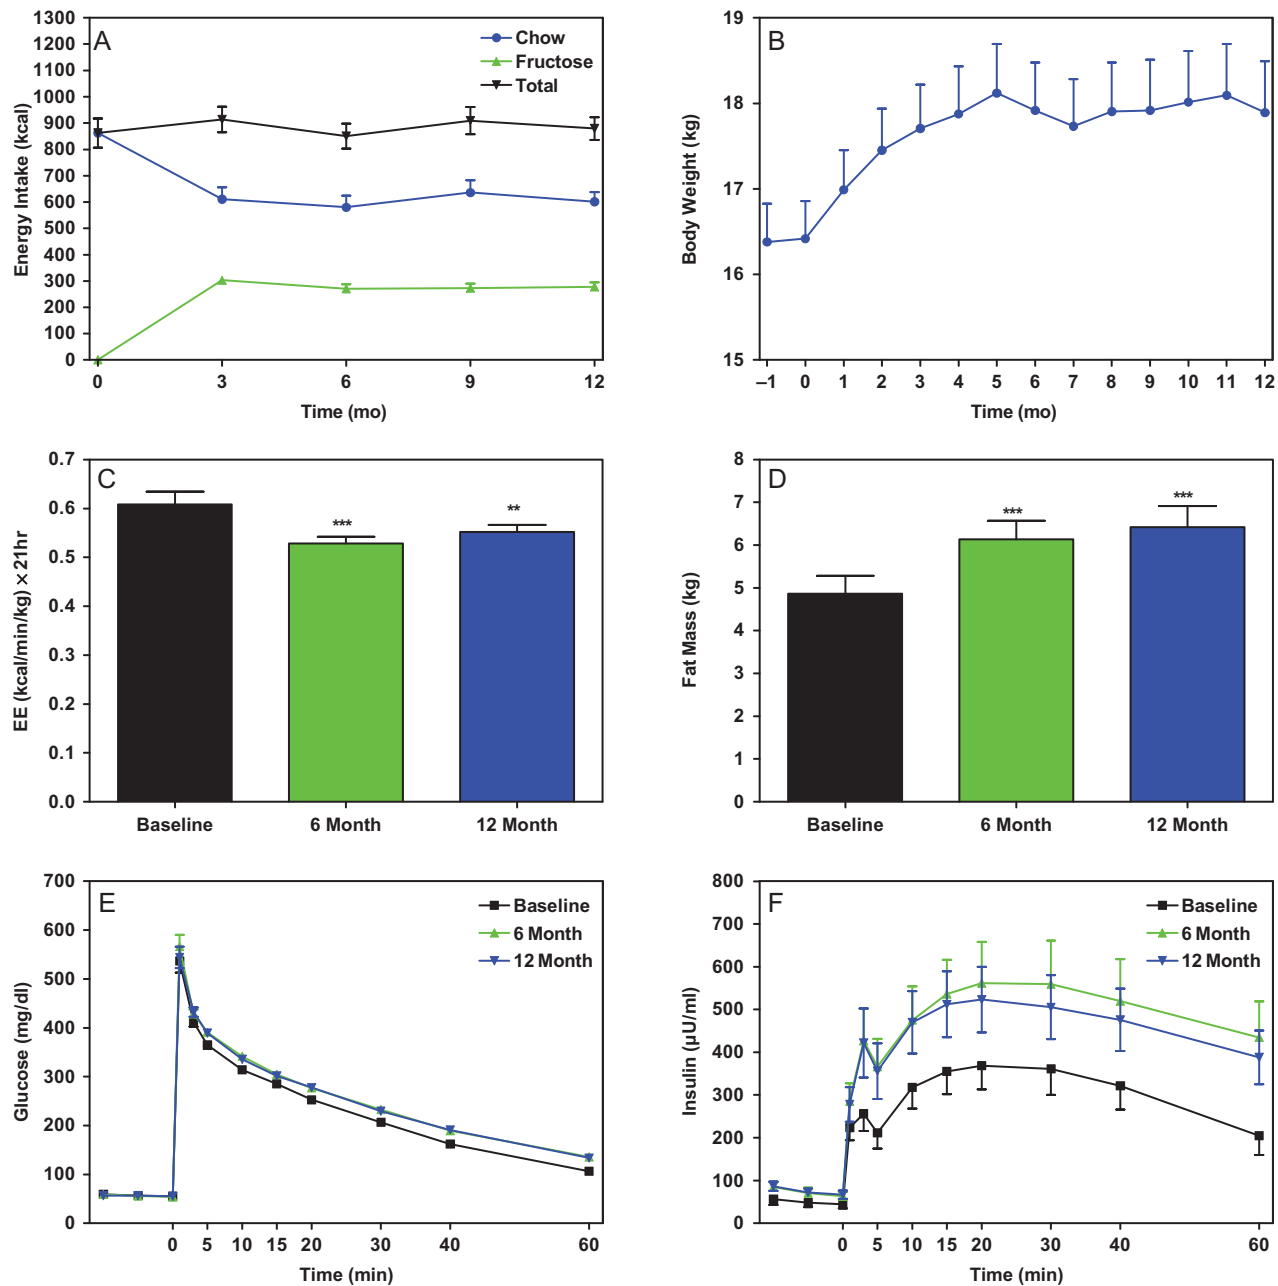 A
Chow
Fructose
Total
Energy Intake (kcal)
1300
1200
1100
1000
900
800
700
600
500
400
300
200
100
0
0 3 6 9 12
Time (mo)
B
Body Weight (kg)
19
18
17
16
15
–1 0 1 2 3 4 5 6 7 8 9 10 11 12
Time (mo)
C
EE (kcal/min/kg) × 21hr
0.7
0.6
0.5
0.4
0.3
0.2
0.1
0.0
***
**
Baseline 6 Month 12 Month
D
Fat Mass (kg)
8
7
6
5
4
3
2
1
0
***
***
Baseline 6 Month 12 Month
E
Baseline
6 Month
12 Month
Glucose (mg/dl)
700
600
500
400
300
200
100
0
0 5 10 15 20 30 40 60
Time (min)
F
Baseline
6 Month
12 Month
Insulin (µU/ml)
800
700
600
500
400
300
200
100
0
0 5 10 15 20 30 40 60
Time (min)